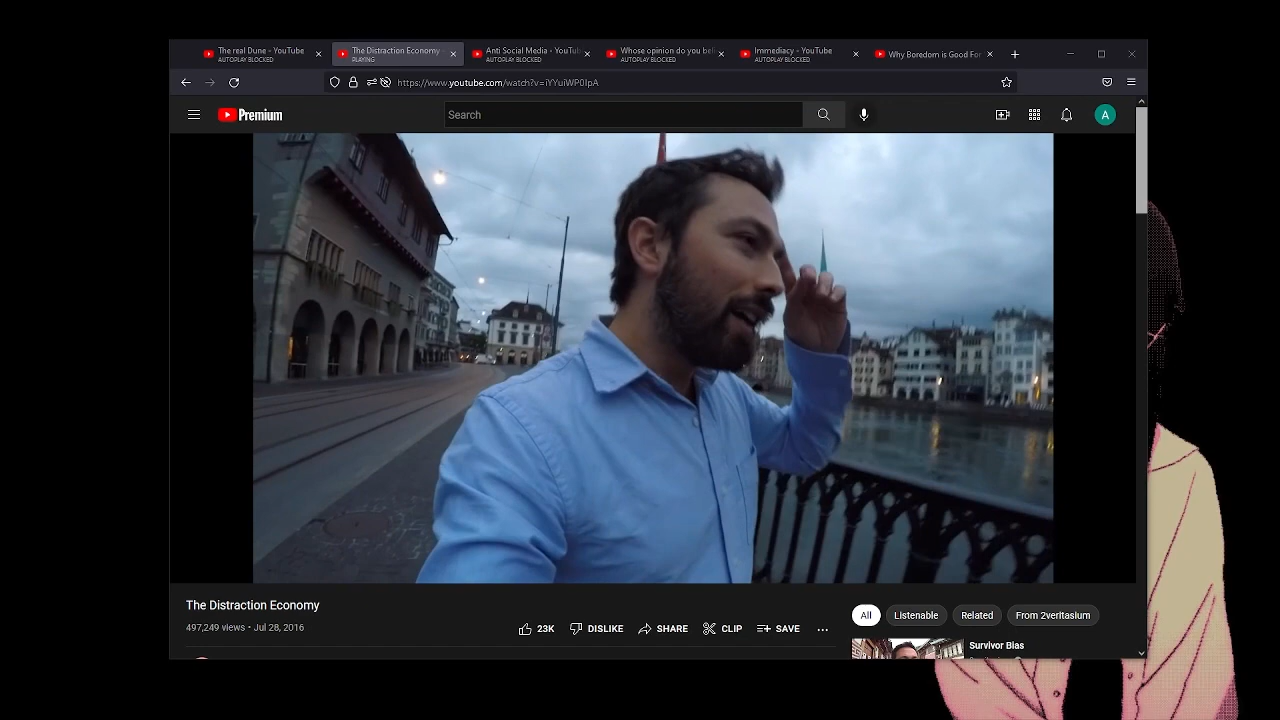 The real Dune - YouTube
AUTOPLAY BLOCKED
The Distraction Economy
PLAYING
Anti Social Media - YouTu
AUTOPLAY BLOCKED
Whose opinion do you bel
AUTOPLAY BLOCKED
Immediacy - YouTube
AUTOPLAY BLOCKED
Why Boredom is Good Fo
https://www.youtube.com/watch?v=iYYuiWP0IpA
Premium
Search
A
The Distraction Economy
497,249 views • Jul 28, 2016
23K
DISLIKE
SHARE
CLIP
SAVE
All
Listenable
Related
From 2veritasium
Survivor Bias